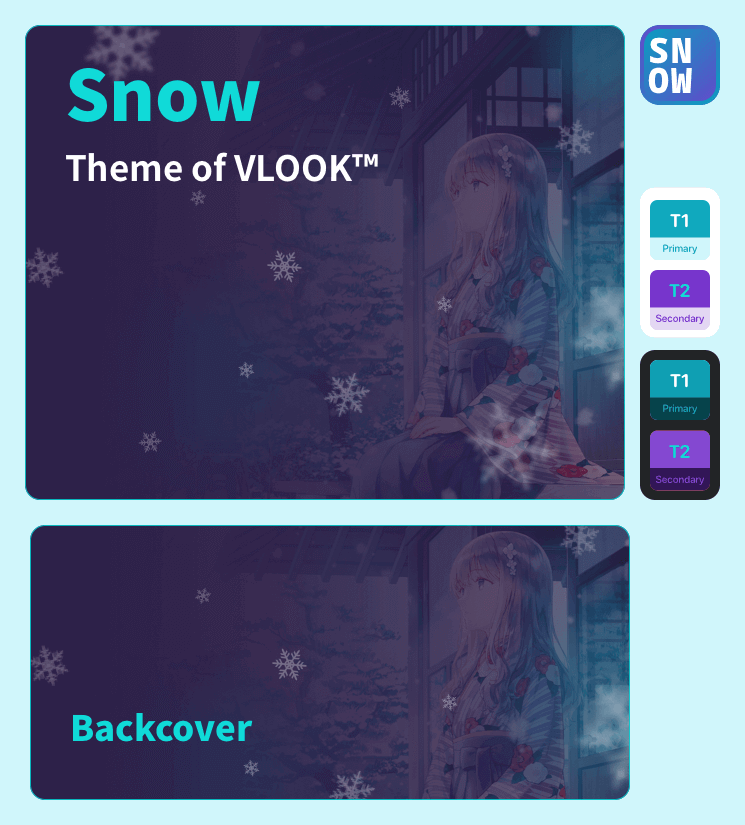 Snow
Theme of VLOOK™
SN
OW
T1
Primary
T2
Secondary
T1
Primary
T2
Secondary
Backcover